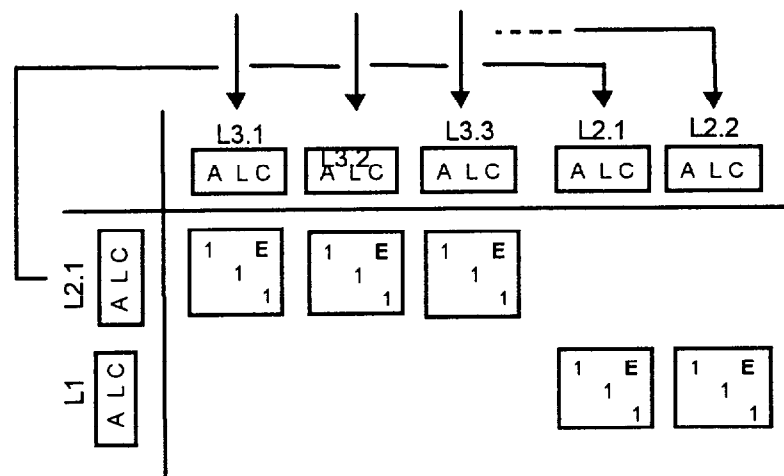 L3.1 L3.2 L3.3 L2.1 L2.2
A L C A L C A L C A L C A L C
L2.1 A L C
1 E 1 E 1 E
1 1 1
1 1 1
L1 A L C
1 E 1 E
1 1
1 1